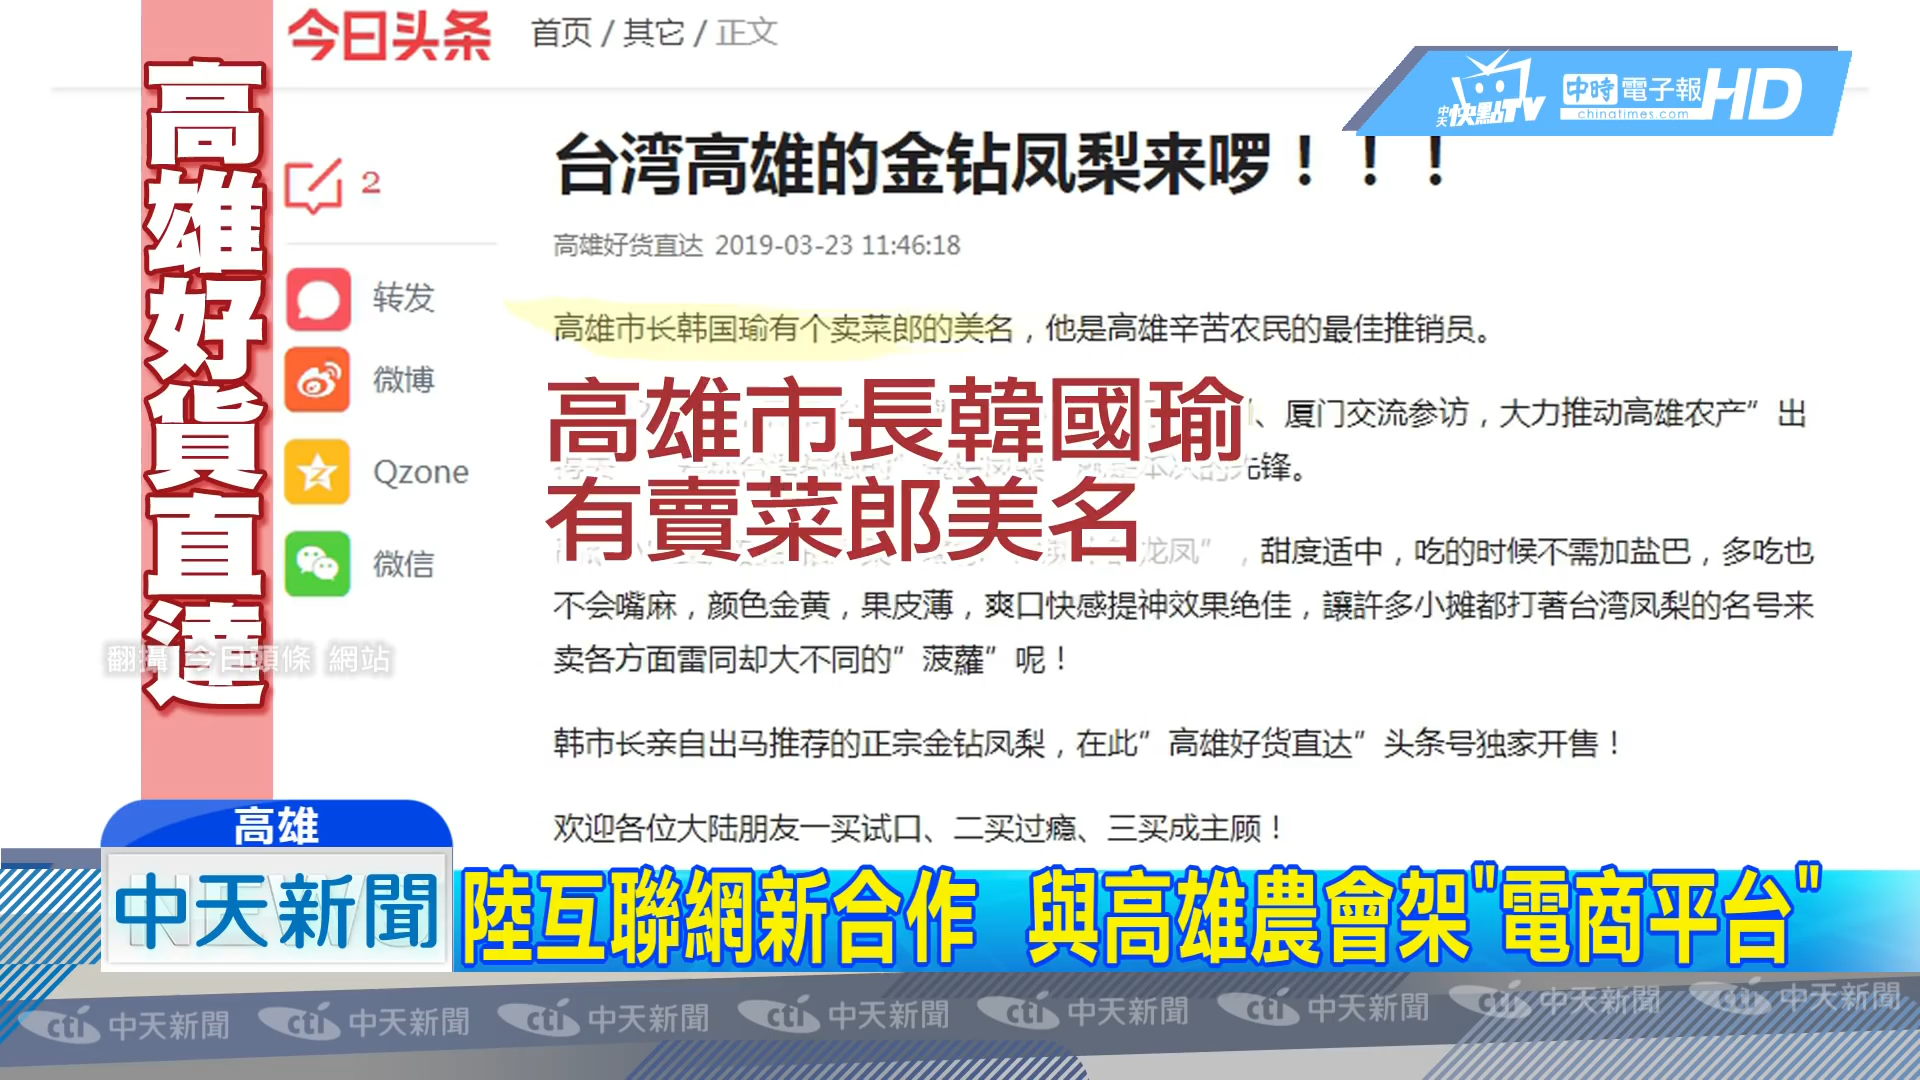 今日头条
首页 / 其它 / 正文
中天快點TV
中時電子報HD
chinatimes.com
高雄好貨直達
2
台湾高雄的金钻凤梨来啰！！！
高雄好货直达 2019-03-23 11:46:18
转发
微博
Qzone
微信
高雄市长韩国瑜有个卖菜郎的美名，他是高雄辛苦农民的最佳推销员。
高雄市長韓國瑜
有賣菜郎美名
、厦门交流参访，大力推动高雄农产”出
先锋。
龙凤”，甜度适中，吃的时候不需加盐巴，多吃也
不会嘴麻，颜色金黄，果皮薄，爽口快感提神效果绝佳，讓許多小摊都打著台湾凤梨的名号来
卖各方面雷同却大不同的”菠蘿”呢！
韩市长亲自出马推荐的正宗金钻凤梨，在此”高雄好货直达”头条号独家开售！
欢迎各位大陆朋友一买试口、二买过瘾、三买成主顾！
翻攝 今日頭條 網站
高雄
中天新聞
NEWS
陸互聯網新合作 與高雄農會架"電商平台"
cti 中天新聞 cti 中天新聞 cti 中天新聞 cti 中天新聞 cti 中天新聞 cti 中天新聞 cti 中天新聞 cti 中天新聞